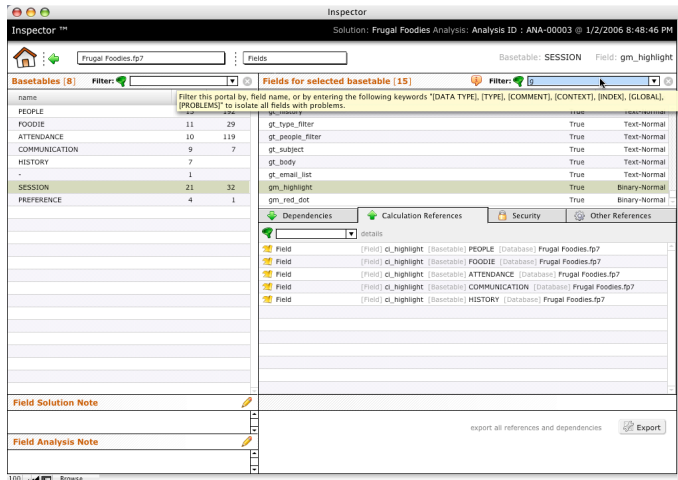 Inspector
Inspector ™
Solution: Frugal Foodies Analysis: Analysis ID : ANA-00003 @ 1/2/2006 8:48:46 PM
Frugal Foodies.fp7
Fields
Basetable: SESSION Field: gm_highlight
Basetables [8] Filter:
Fields for selected basetable [15] Filter: g
Filter this portal by, field name, or by entering the following keywords "[DATA TYPE], [TYPE], [COMMENT], [CONTEXT], [INDEX], [GLOBAL],
[PROBLEMS]" to isolate all fields with problems.
name
PEOPLE 15 192
FOODIE 11 29
ATTENDANCE 10 119
COMMUNICATION 9 7
HISTORY 7
- 1
SESSION 21 32
PREFERENCE 4 1
gt_history True Text-Normal
gt_type_filter True Text-Normal
gt_people_filter True Text-Normal
gt_subject True Text-Normal
gt_body True Text-Normal
gt_email_list True Text-Normal
gm_highlight True Binary-Normal
gm_red_dot True Binary-Normal
Dependencies Calculation References Security Other References
details
Field [Field] ci_highlight [Basetable] PEOPLE [Database] Frugal Foodies.fp7
Field [Field] ci_highlight [Basetable] FOODIE [Database] Frugal Foodies.fp7
Field [Field] ci_highlight [Basetable] ATTENDANCE [Database] Frugal Foodies.fp7
Field [Field] ci_highlight [Basetable] COMMUNICATION [Database] Frugal Foodies.fp7
Field [Field] ci_highlight [Basetable] HISTORY [Database] Frugal Foodies.fp7
Field Solution Note
export all references and dependencies Export
Field Analysis Note
100 Browse